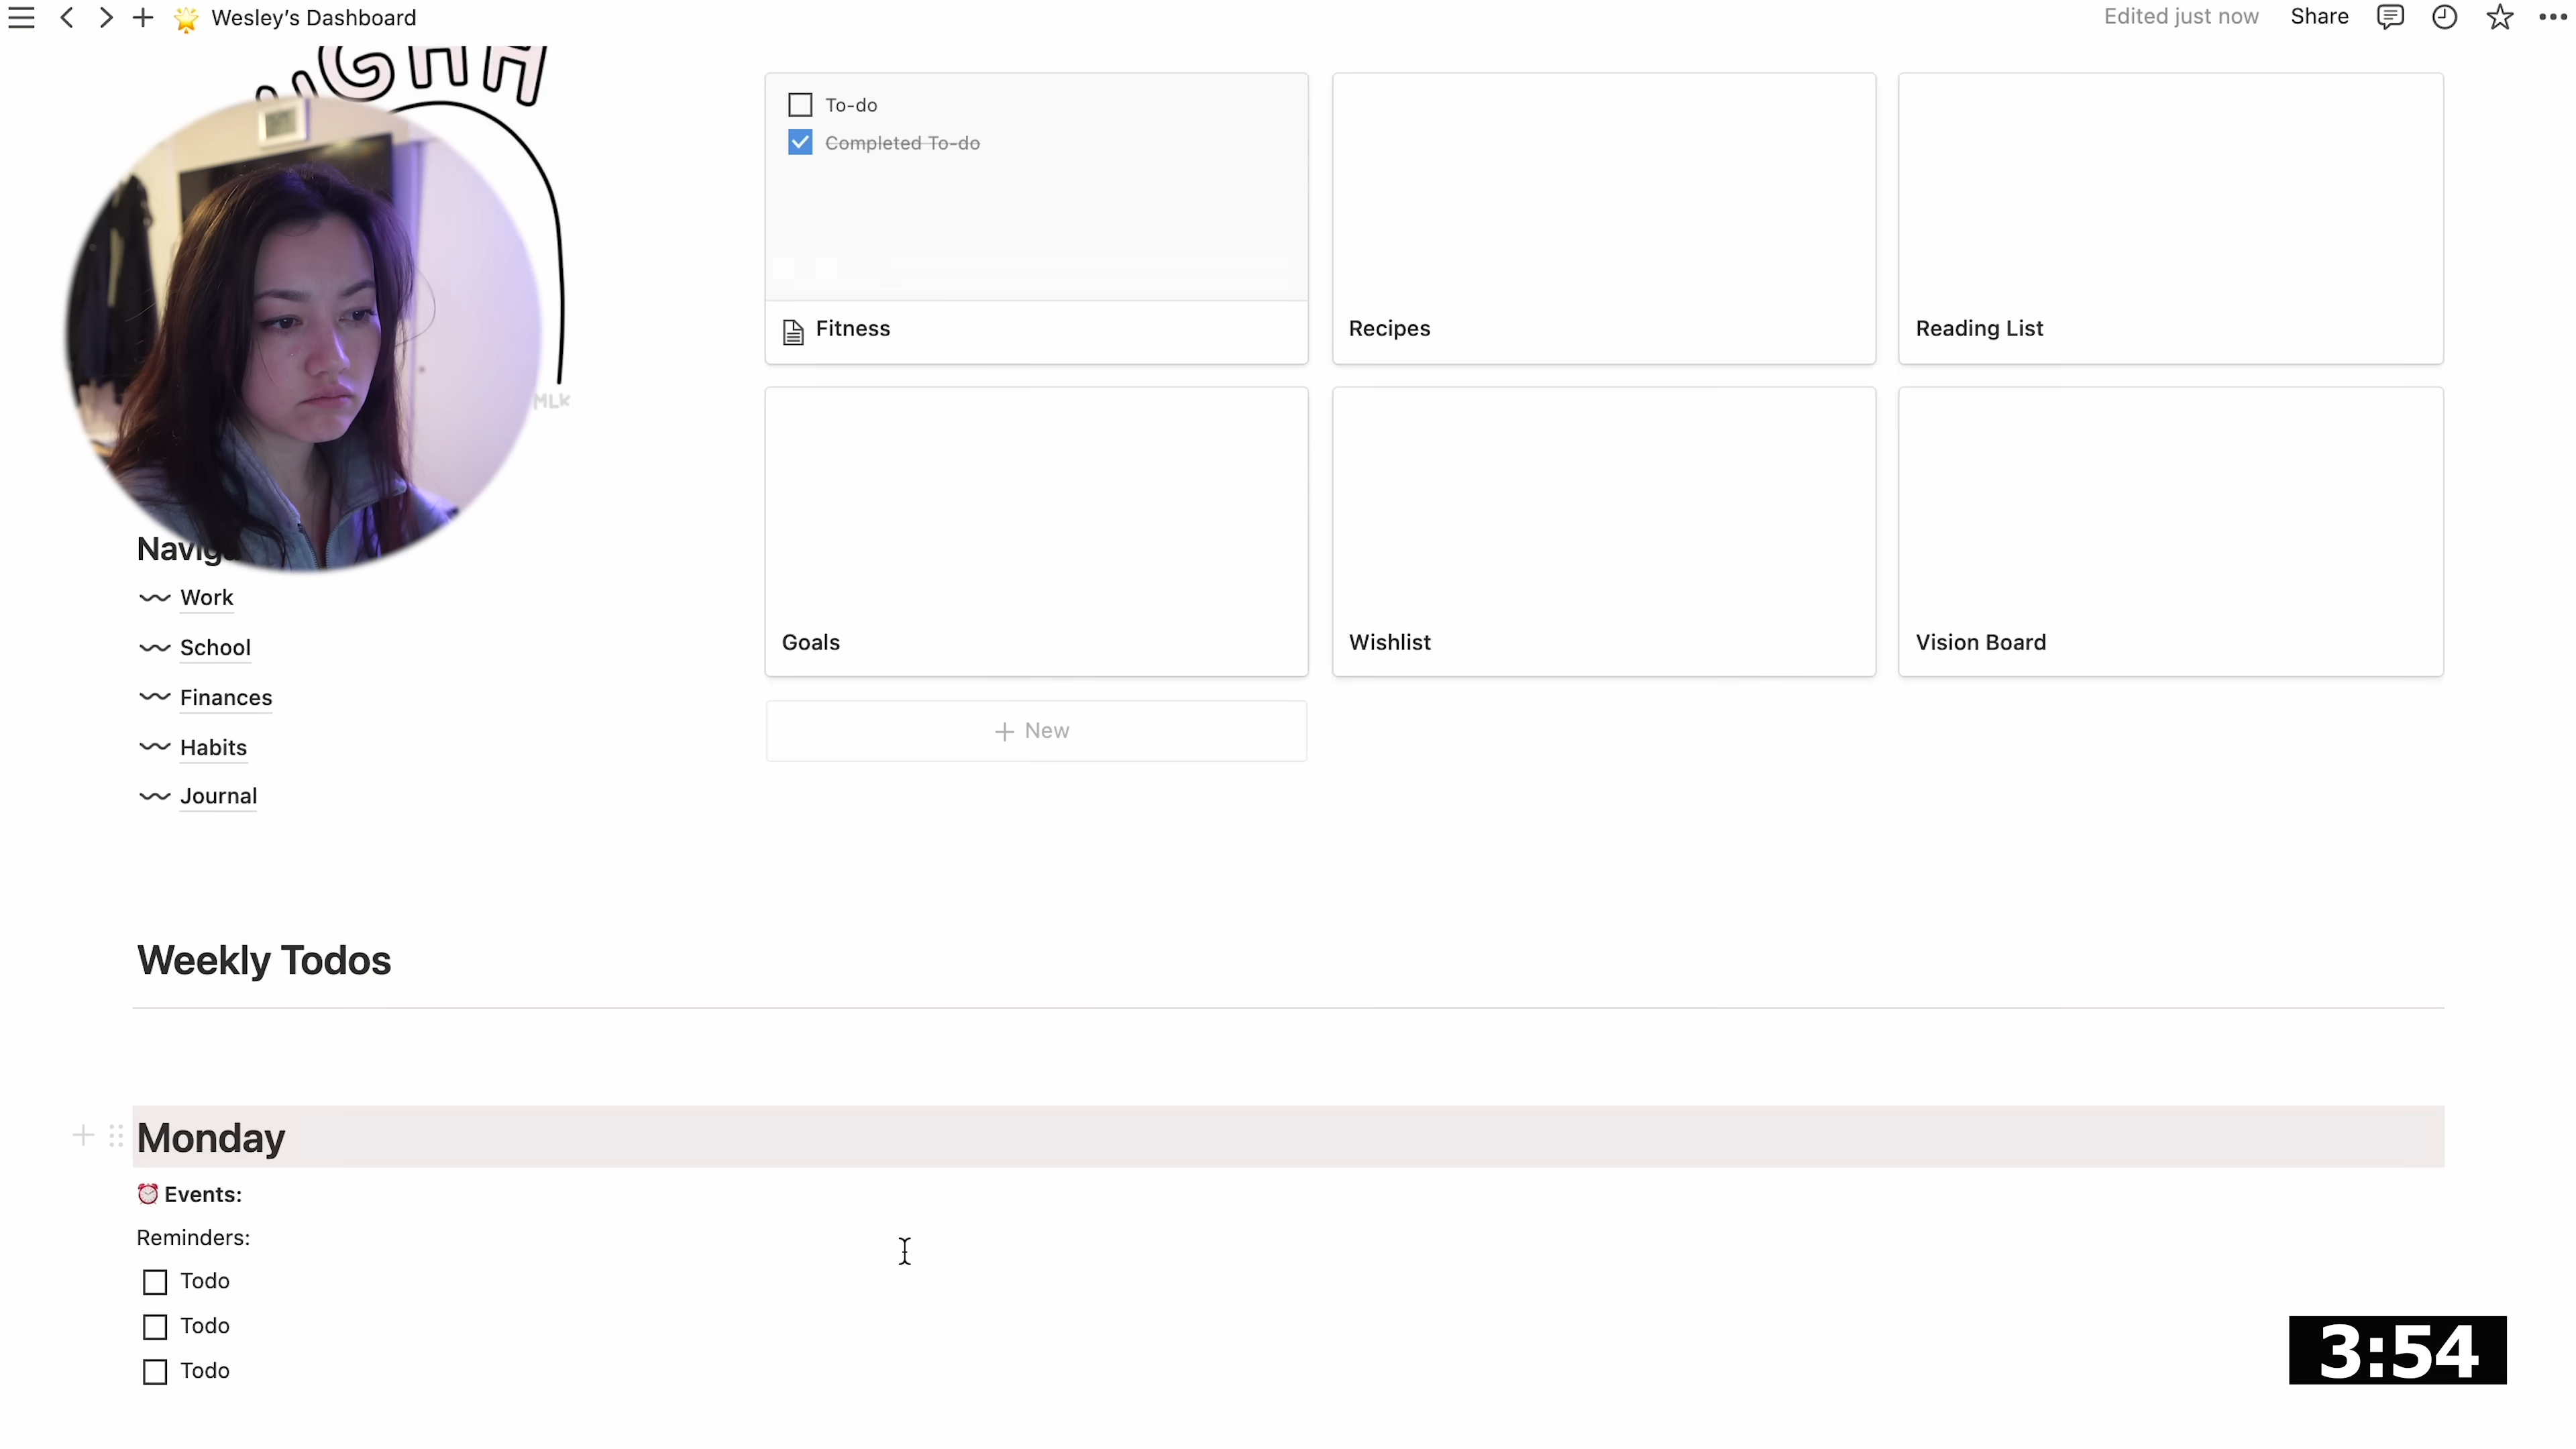 Wesley's Dashboard
Edited just now
Share
To-do
Completed To-do
Fitness
Recipes
Reading List
MLK
Goals
Wishlist
Vision Board
New
Work
School
Finances
Habits
Journal
Weekly Todos
Monday
⏰ Events:
Reminders:
Todo
Todo
Todo
3:54